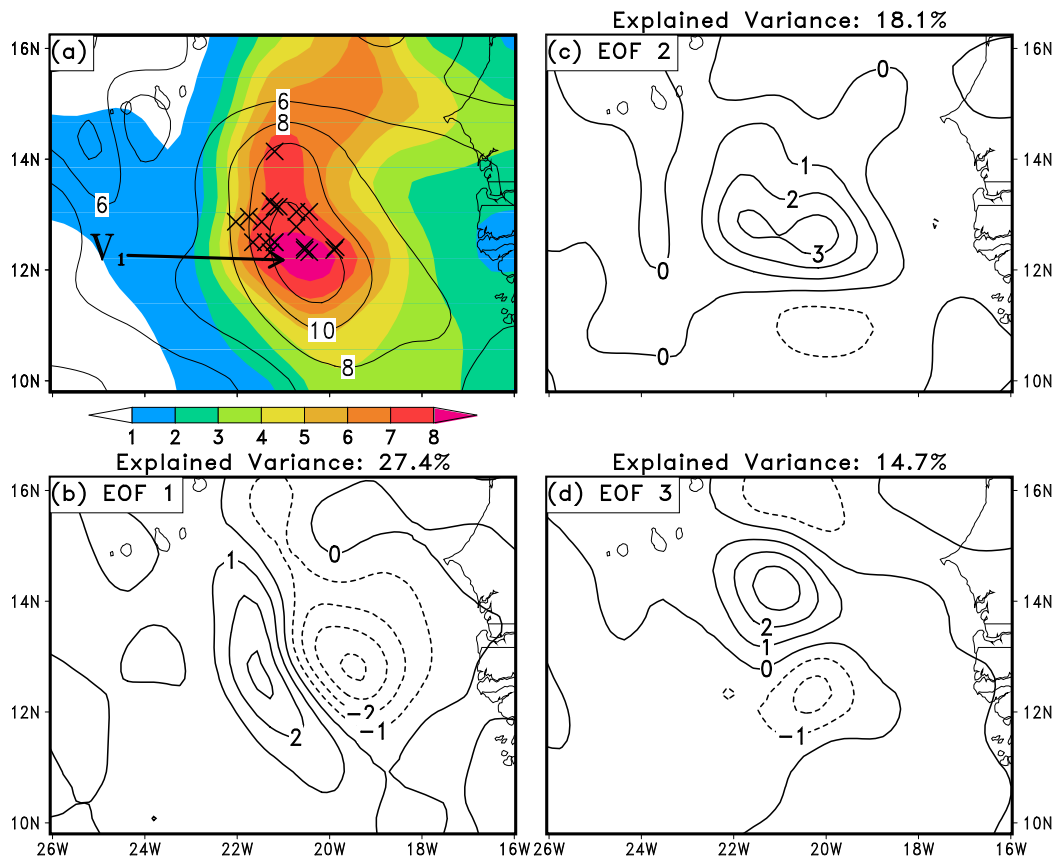 (a)
16N
14N
12N
10N
6
8
6
V₁
10
8
1 2 3 4 5 6 7 8
Explained Variance: 18.1%
(c) EOF 2
0
1
2
3
0
0
16N
14N
12N
10N
Explained Variance: 27.4%
(b) EOF 1
16N
14N
12N
10N
0
1
2
−2
−1
26W 24W 22W 20W 18W 16W
Explained Variance: 14.7%
(d) EOF 3
2
1
0
−1
16N
14N
12N
10N
26W 24W 22W 20W 18W 16W